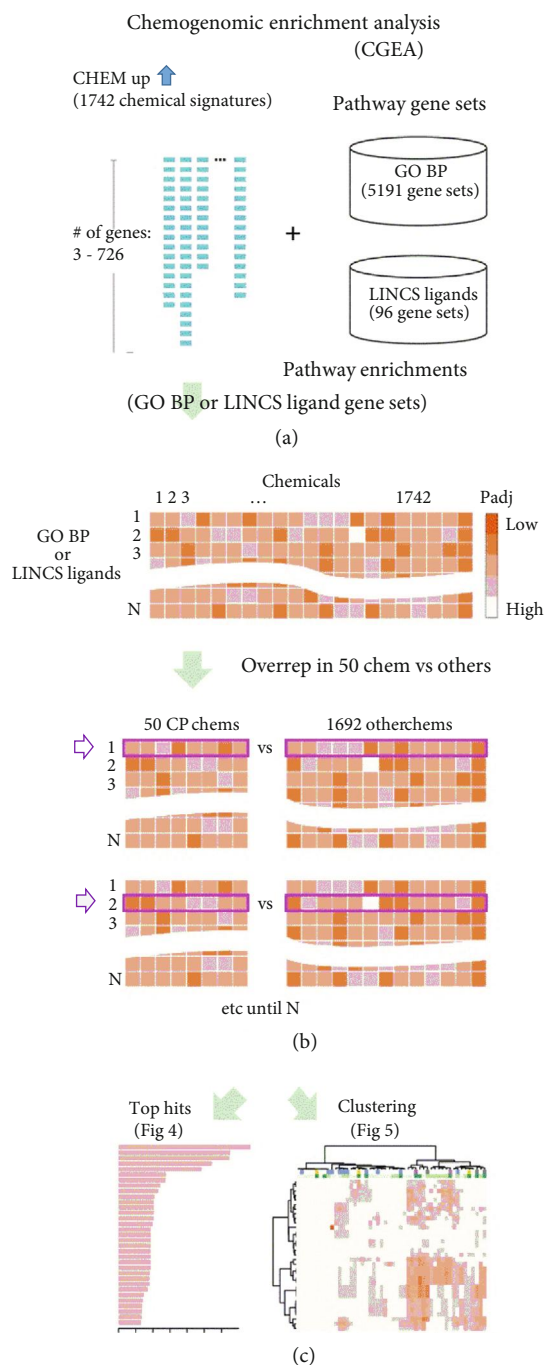 Chemogenomic enrichment analysis
(CGEA)
CHEM up
(1742 chemical signatures)
Pathway gene sets
...
# of genes:
3 - 726
+
GO BP
(5191 gene sets)
LINCS ligands
(96 gene sets)
Pathway enrichments
(GO BP or LINCS ligand gene sets)
(a)
Chemicals
1 2 3 ... 1742
Padj
GO BP
or
LINCS ligands
1
2
3
N
Low
High
Overrep in 50 chem vs others
50 CP chems
1692 otherchems
1
2
3
N
vs
1
2
3
N
vs
etc until N
(b)
Top hits
(Fig 4)
Clustering
(Fig 5)
(c)